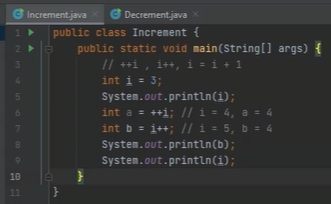 Increment.java × Decrement.java ×
1 public class Increment {
2 public static void main(String[] args) {
3 // ++i , i++, i = i + 1
4 int i = 3;
5 System.out.println(i);
6 int a = ++i; // i = 4, a = 4
7 int b = i++; // i = 5, b = 4
8 System.out.println(b);
9 System.out.println(i);
10 }
11 }